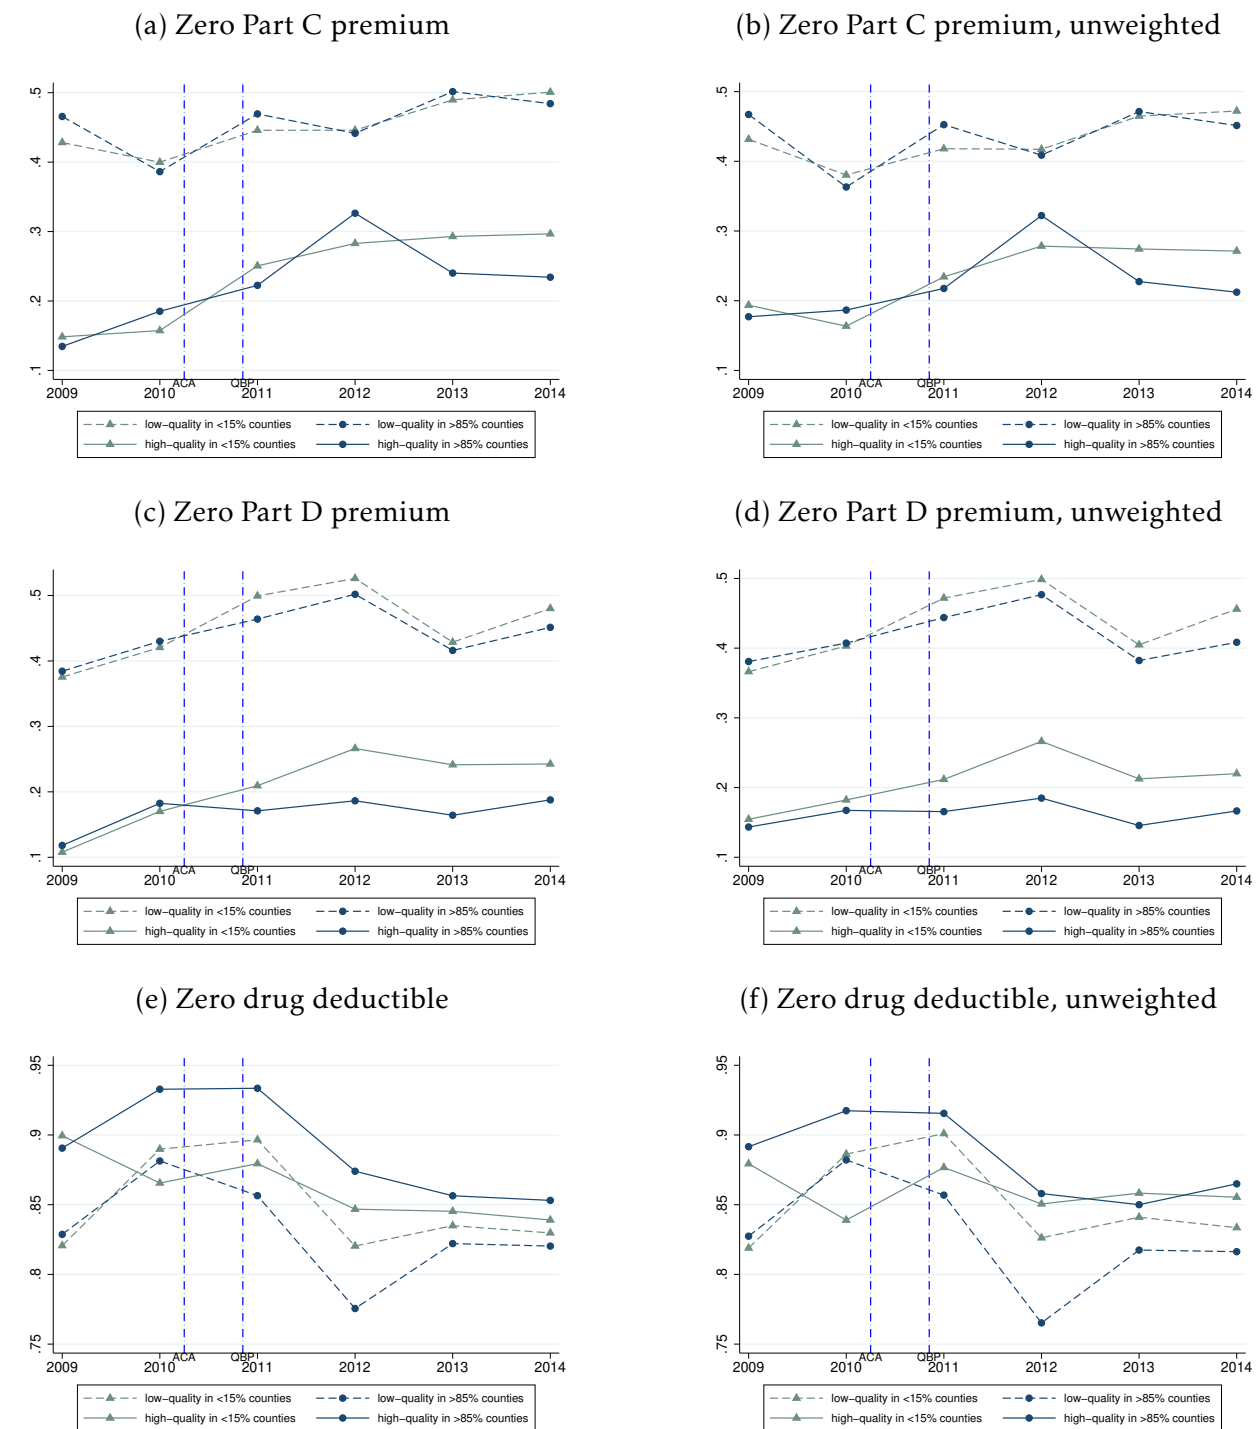 (a) Zero Part C premium
.5
.4
.3
.2
.1
2009 2010 ACA QBP 2011 2012 2013 2014
low−quality in <15% counties low−quality in >85% counties
high−quality in <15% counties high−quality in >85% counties
(b) Zero Part C premium, unweighted
.5
.4
.3
.2
.1
2009 2010 ACA QBP 2011 2012 2013 2014
low−quality in <15% counties low−quality in >85% counties
high−quality in <15% counties high−quality in >85% counties
(c) Zero Part D premium
.5
.4
.3
.2
.1
2009 2010 ACA QBP 2011 2012 2013 2014
low−quality in <15% counties low−quality in >85% counties
high−quality in <15% counties high−quality in >85% counties
(d) Zero Part D premium, unweighted
.5
.4
.3
.2
.1
2009 2010 ACA QBP 2011 2012 2013 2014
low−quality in <15% counties low−quality in >85% counties
high−quality in <15% counties high−quality in >85% counties
(e) Zero drug deductible
.95
.9
.85
.8
.75
2009 2010 ACA QBP 2011 2012 2013 2014
low−quality in <15% counties low−quality in >85% counties
high−quality in <15% counties high−quality in >85% counties
(f) Zero drug deductible, unweighted
.95
.9
.85
.8
.75
2009 2010 ACA QBP 2011 2012 2013 2014
low−quality in <15% counties low−quality in >85% counties
high−quality in <15% counties high−quality in >85% counties